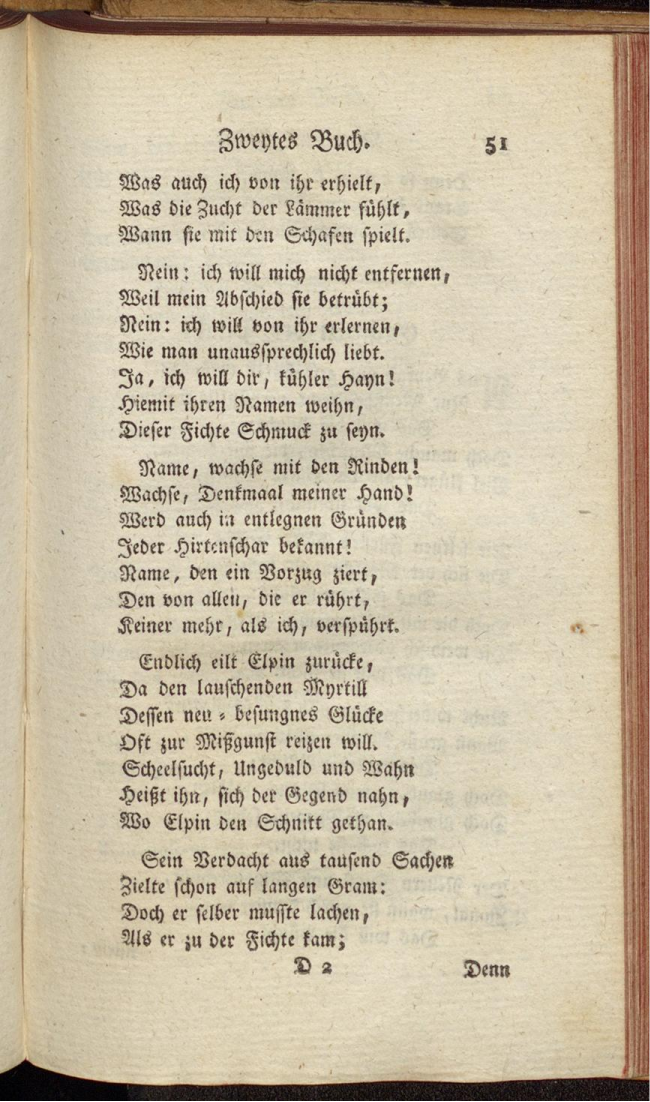 Zweytes Buch. 51
Was auch ich von ihr erhielt,
Was die Zucht der Lämmer fühlt,
Wann sie mit den Schafen spielt.
Nein: ich will mich nicht entfernen,
Weil mein Abschied sie betrübt;
Nein: ich will von ihr erlernen,
Wie man unaussprechlich liebt.
Ja, ich will dir, kühler Hayn!
Hiemit ihren Namen weihn,
Dieser Fichte Schmuck zu seyn.
Name, wachse mit den Rinden!
Wachse, Denkmaal meiner Hand!
Werd auch in entlegnen Gründen
Jeder Hirtenschar bekannt!
Name, den ein Vorzug ziert,
Den von allen, die er rührt,
Keiner mehr, als ich, verspührt.
Endlich eilt Elpin zurücke,
Da den lauschenden Myrtill
Dessen neu-besungnes Glücke
Oft zur Mißgunst reizen will.
Scheelsucht, Ungeduld und Wahn
Heißt ihn, sich der Gegend nahn,
Wo Elpin den Schnitt gethan.
Sein Verdacht aus tausend Sachen
Zielte schon auf langen Gram:
Doch er selber musste lachen,
Als er zu der Fichte kam;
D 2 Denn